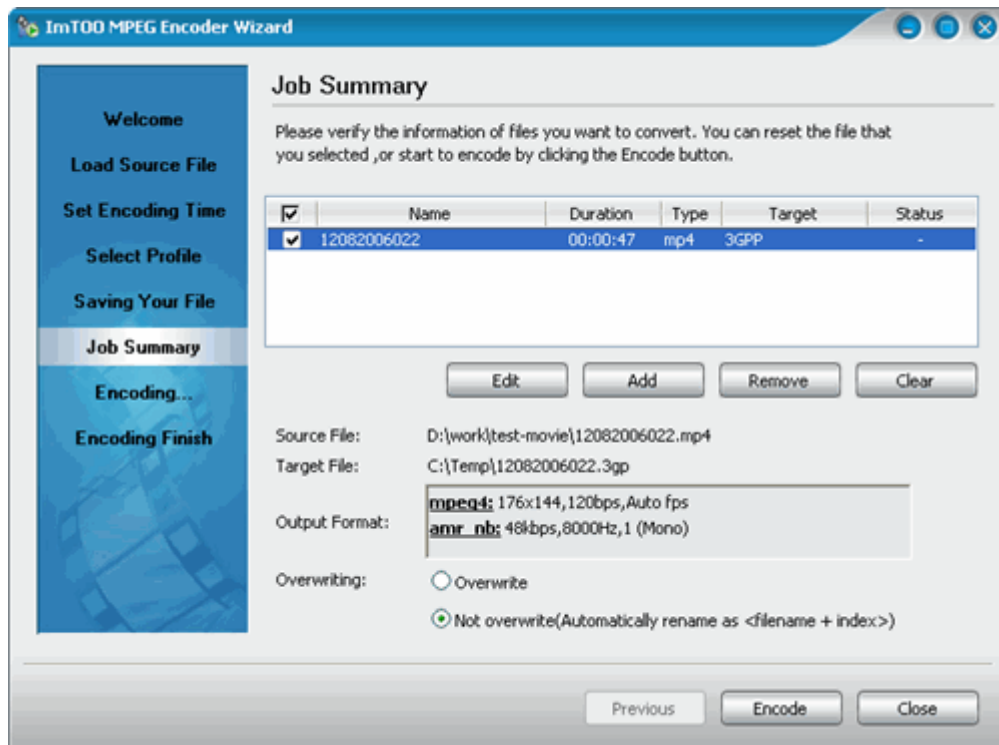 ImTOO MPEG Encoder Wizard
Welcome
Load Source File
Set Encoding Time
Select Profile
Saving Your File
Job Summary
Encoding...
Encoding Finish
Job Summary
Please verify the information of files you want to convert. You can reset the file that
you selected ,or start to encode by clicking the Encode button.
Name Duration Type Target Status
12082006022 00:00:47 mp4 3GPP -
Edit Add Remove Clear
Source File: D:\work\test-movie\12082006022.mp4
Target File: C:\Temp\12082006022.3gp
Output Format:
mpeg4: 176x144,120bps,Auto fps
amr_nb: 48kbps,8000Hz,1 (Mono)
Overwriting: Overwrite
Not overwrite(Automatically rename as <filename + index>)
Previous Encode Close